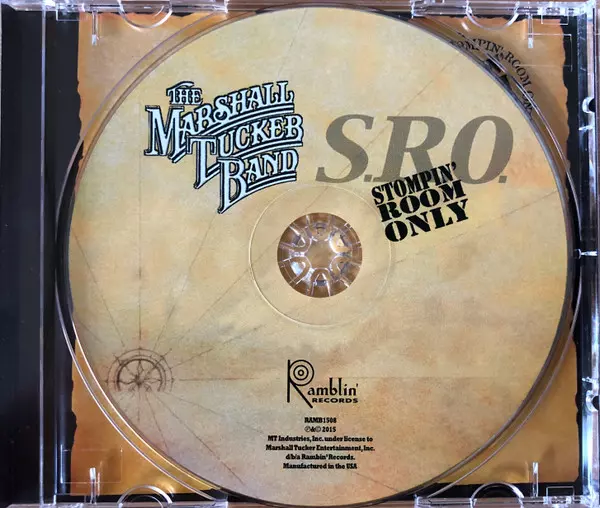 THE
MARSHALL
TUCKER
BAND
S.R.O.
STOMPIN'
ROOM
ONLY
Ramblin'
RECORDS
RAMB1508
℗&© 2015
MT Industries, Inc. under license to
Marshall Tucker Entertainment, Inc.
d/b/a Ramblin' Records.
Manufactured in the USA